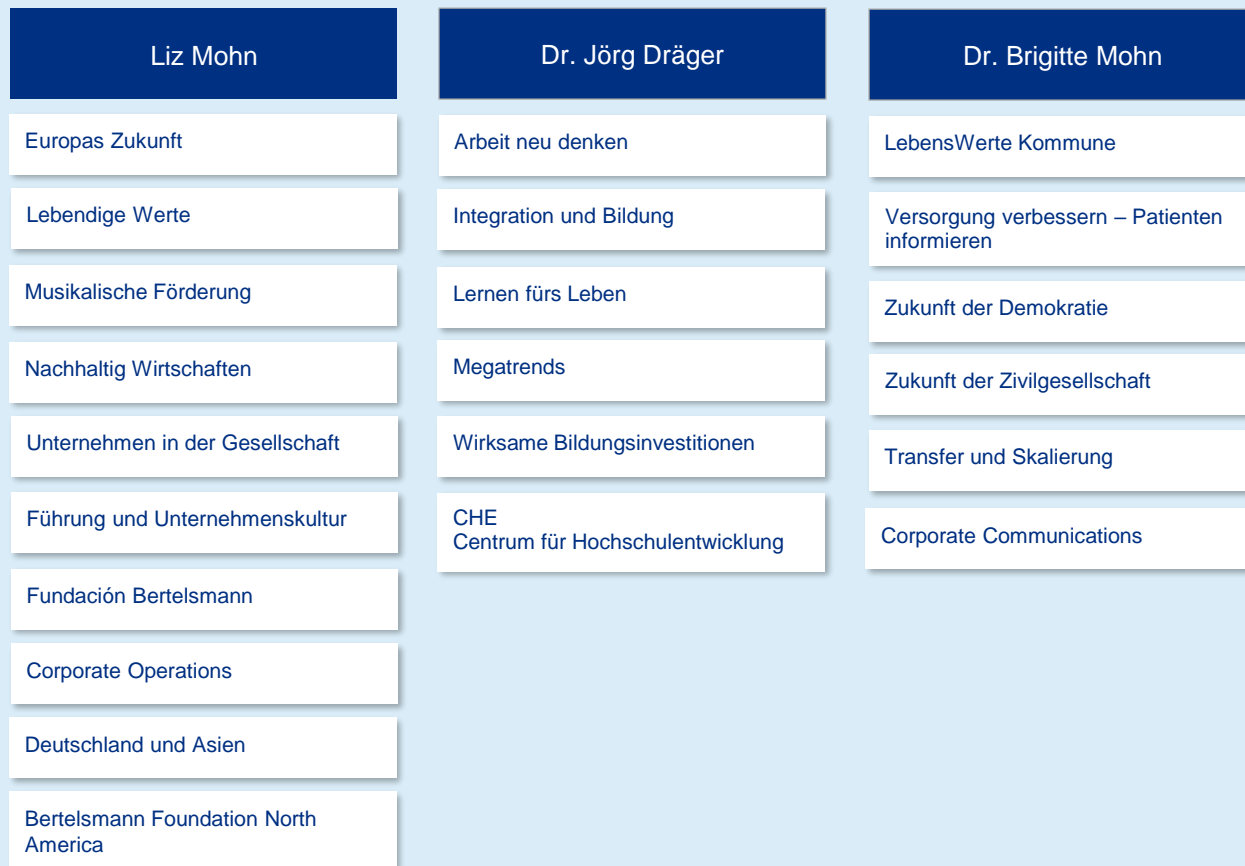 Liz Mohn
Europas Zukunft
Lebendige Werte
Musikalische Förderung
Nachhaltig Wirtschaften
Unternehmen in der Gesellschaft
Führung und Unternehmenskultur
Fundación Bertelsmann
Corporate Operations
Deutschland und Asien
Bertelsmann Foundation North
America
Dr. Jörg Dräger
Arbeit neu denken
Integration und Bildung
Lernen fürs Leben
Megatrends
Wirksame Bildungsinvestitionen
CHE
Centrum für Hochschulentwicklung
Dr. Brigitte Mohn
LebensWerte Kommune
Versorgung verbessern – Patienten
informieren
Zukunft der Demokratie
Zukunft der Zivilgesellschaft
Transfer und Skalierung
Corporate Communications